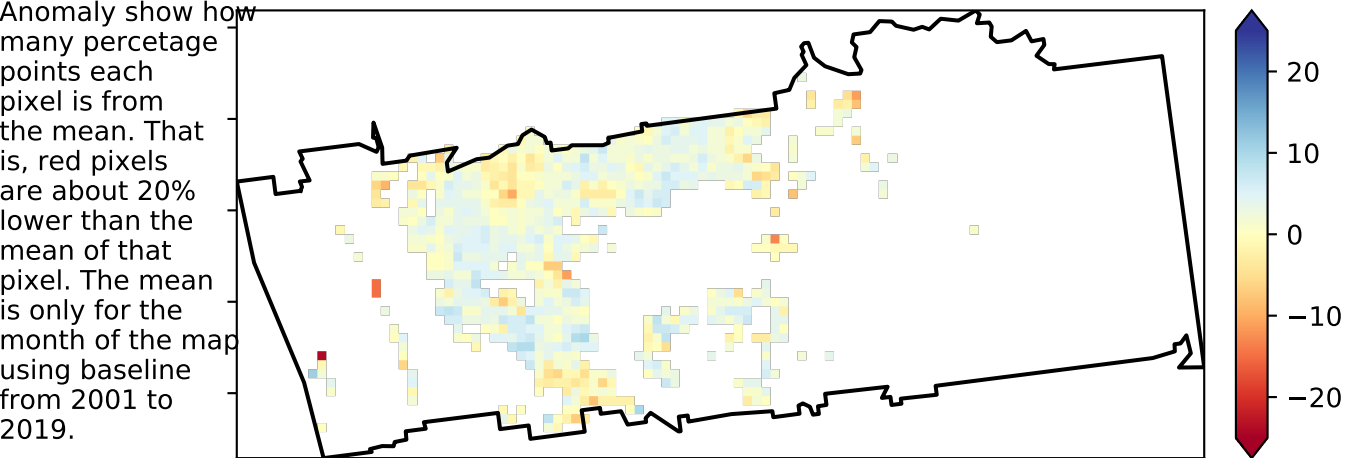 Anomaly show how
many percetage
points each
pixel is from
the mean. That
is, red pixels
are about 20%
lower than the
mean of that
pixel. The mean
is only for the
month of the map
using baseline
from 2001 to
2019.
20
10
0
−10
−20